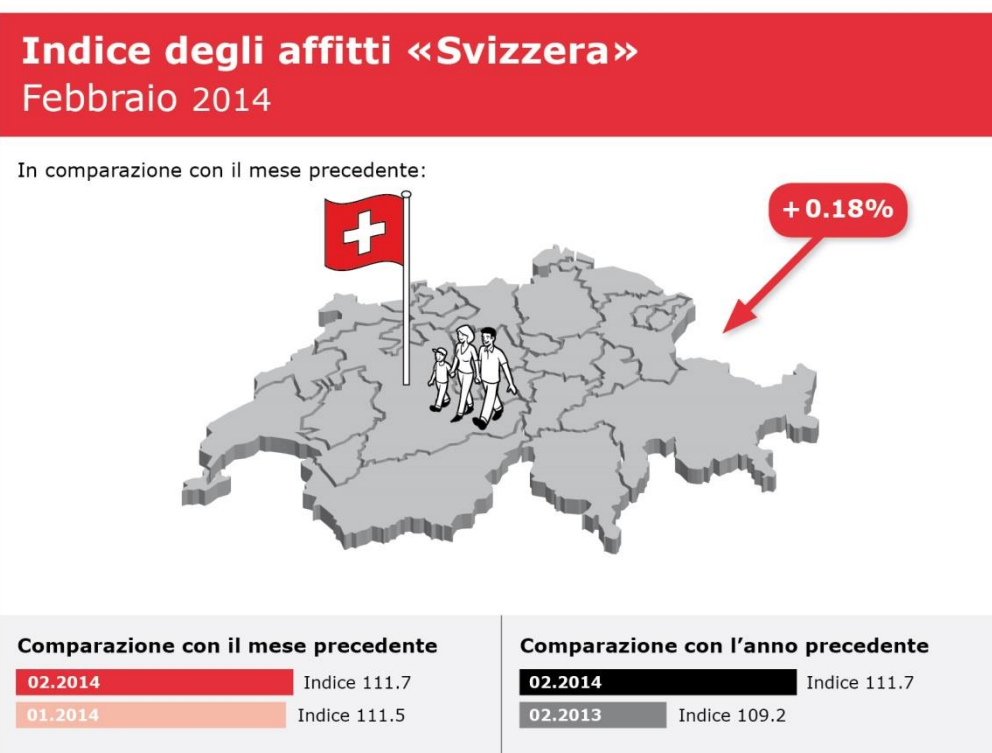 Indice degli affitti «Svizzera»
Febbraio 2014
In comparazione con il mese precedente:
+0.18%
Comparazione con il mese precedente
02.2014 Indice 111.7
01.2014 Indice 111.5
Comparazione con l’anno precedente
02.2014 Indice 111.7
02.2013 Indice 109.2